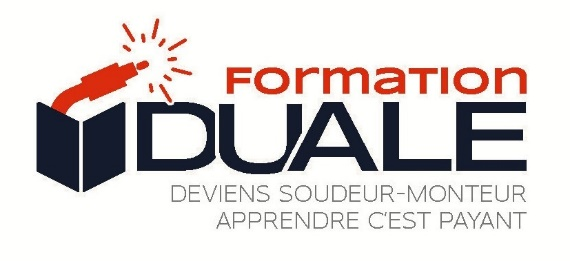 Formation
DUALE
DEVIENS SOUDEUR-MONTEUR
APPRENDRE C'EST PAYANT